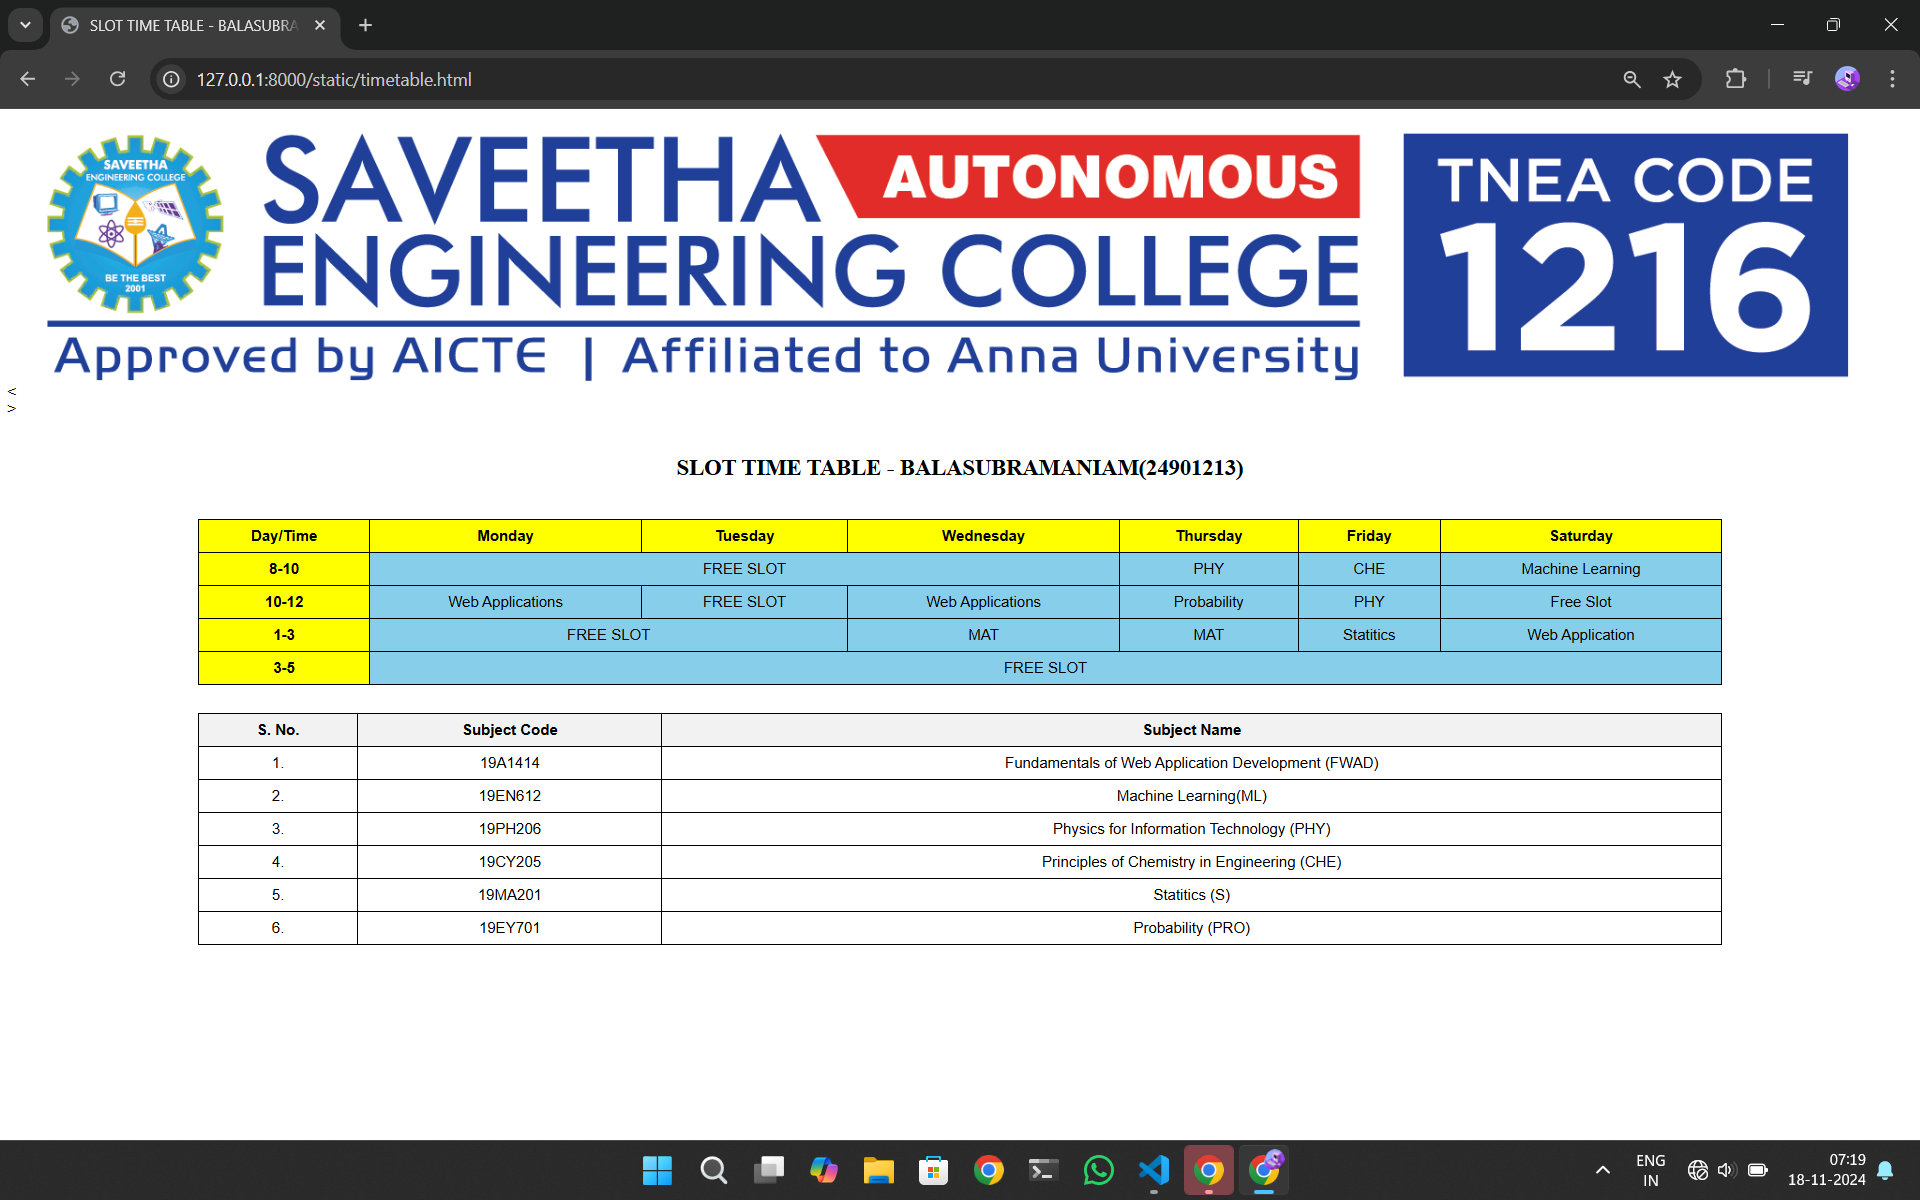 SLOT TIME TABLE - BALASUBRA
127.0.0.1:8000/static/timetable.html
SAVEETHA
ENGINEERING COLLEGE
BE THE BEST
2001
SAVEETHA AUTONOMOUS
ENGINEERING COLLEGE
Approved by AICTE | Affiliated to Anna University
TNEA CODE
1216
<
>
SLOT TIME TABLE - BALASUBRAMANIAM(24901213)
Day/Time Monday Tuesday Wednesday Thursday Friday Saturday
8-10 FREE SLOT PHY CHE Machine Learning
10-12 Web Applications FREE SLOT Web Applications Probability PHY Free Slot
1-3 FREE SLOT MAT MAT Statitics Web Application
3-5 FREE SLOT
S. No. Subject Code Subject Name
1. 19A1414 Fundamentals of Web Application Development (FWAD)
2. 19EN612 Machine Learning(ML)
3. 19PH206 Physics for Information Technology (PHY)
4. 19CY205 Principles of Chemistry in Engineering (CHE)
5. 19MA201 Statitics (S)
6. 19EY701 Probability (PRO)
ENG
IN
07:19
18-11-2024